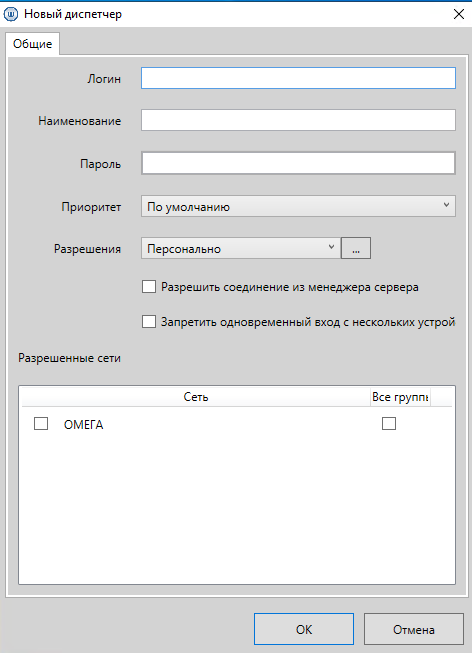 Новый диспетчер
Общие
Логин
Наименование
Пароль
Приоритет По умолчанию
Разрешения Персонально ...
Разрешить соединение из менеджера сервера
Запретить одновременный вход с нескольких устрой
Разрешенные сети
Сеть Все группы
ОМЕГА
OK Отмена